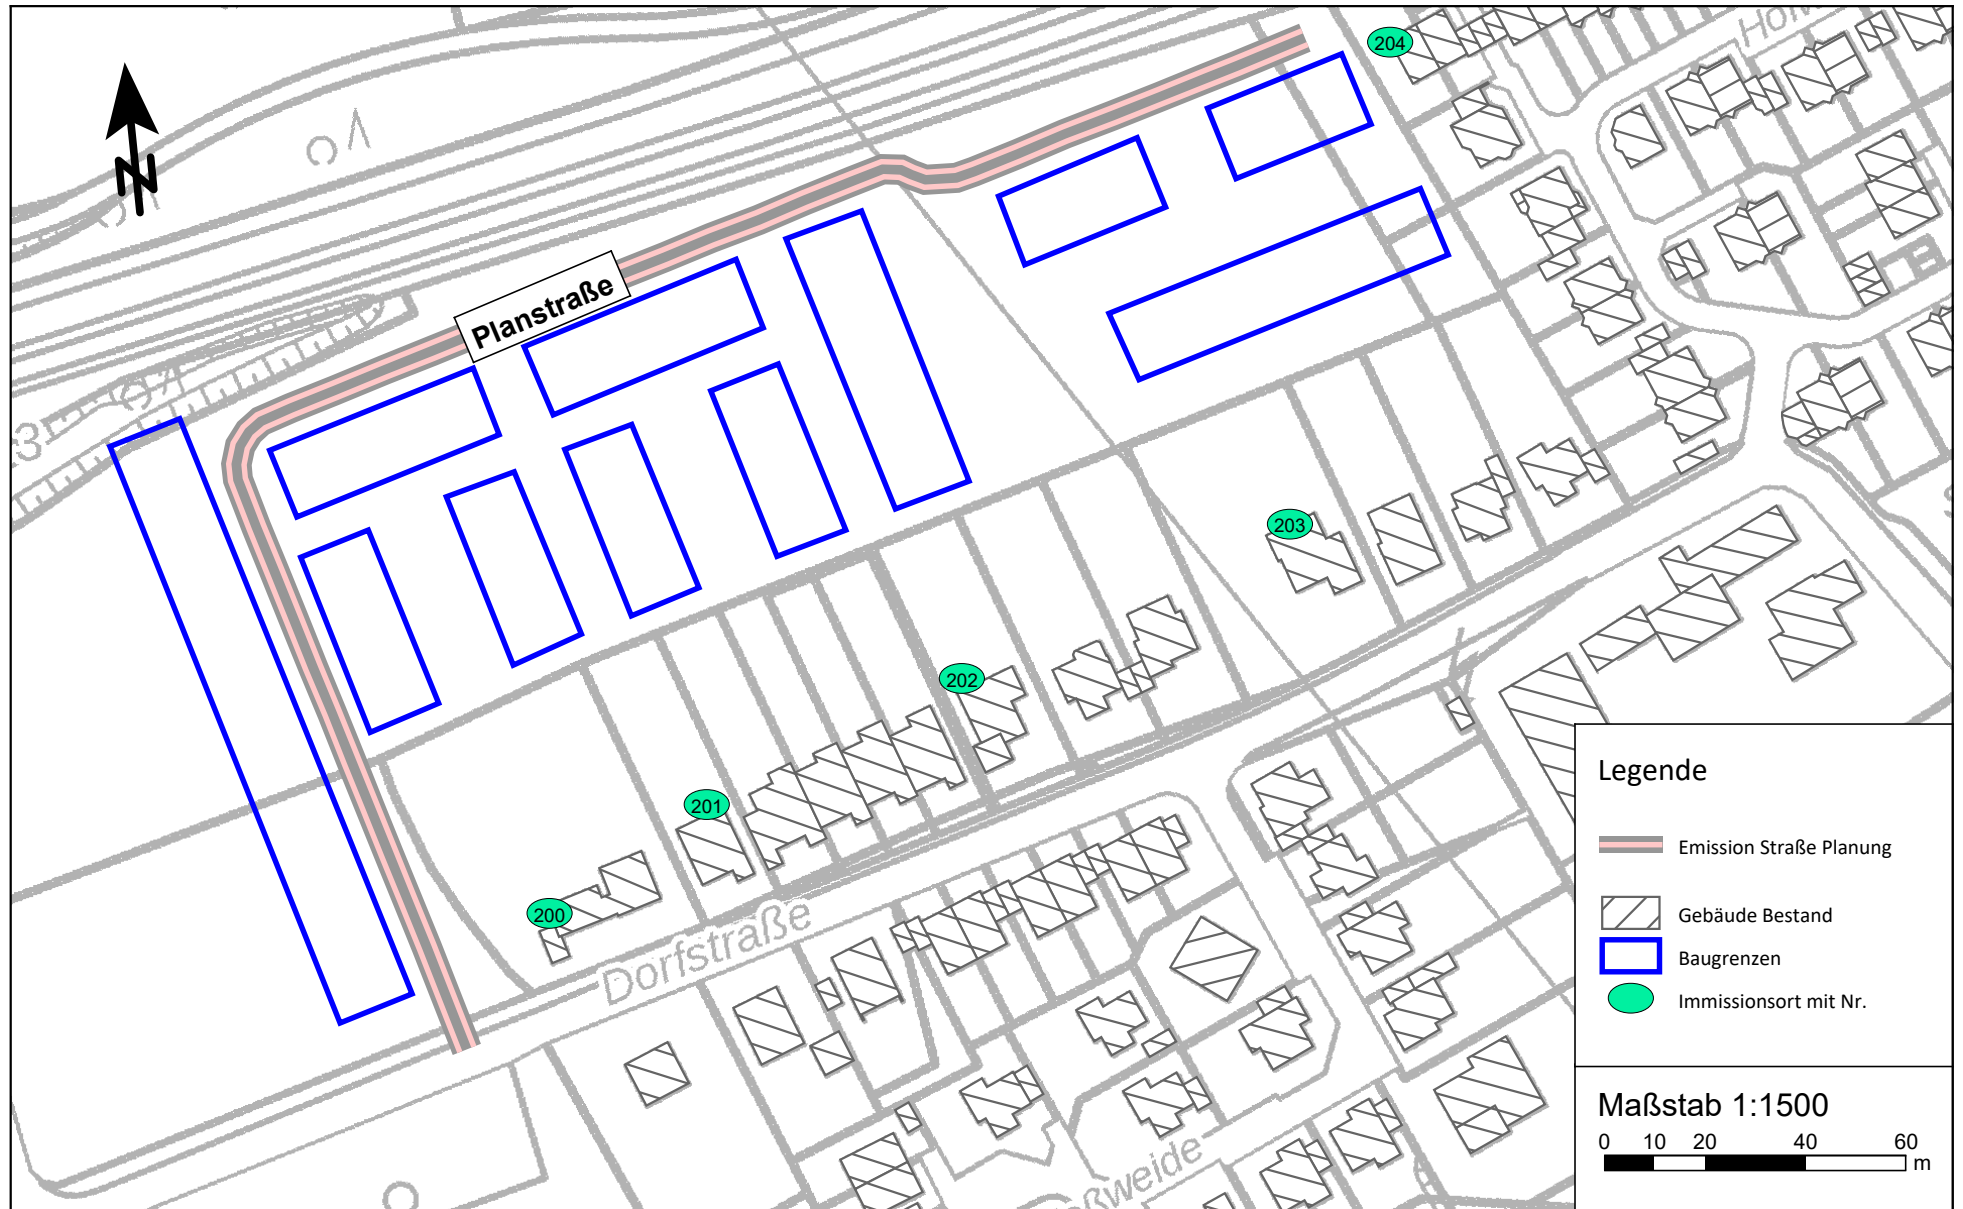 204
Planstraße
203
202
201
200
Dorfstraße
Legende
Emission Straße Planung
Gebäude Bestand
Baugrenzen
Immissionsort mit Nr.
Maßstab 1:1500
0 10 20 40 60
m